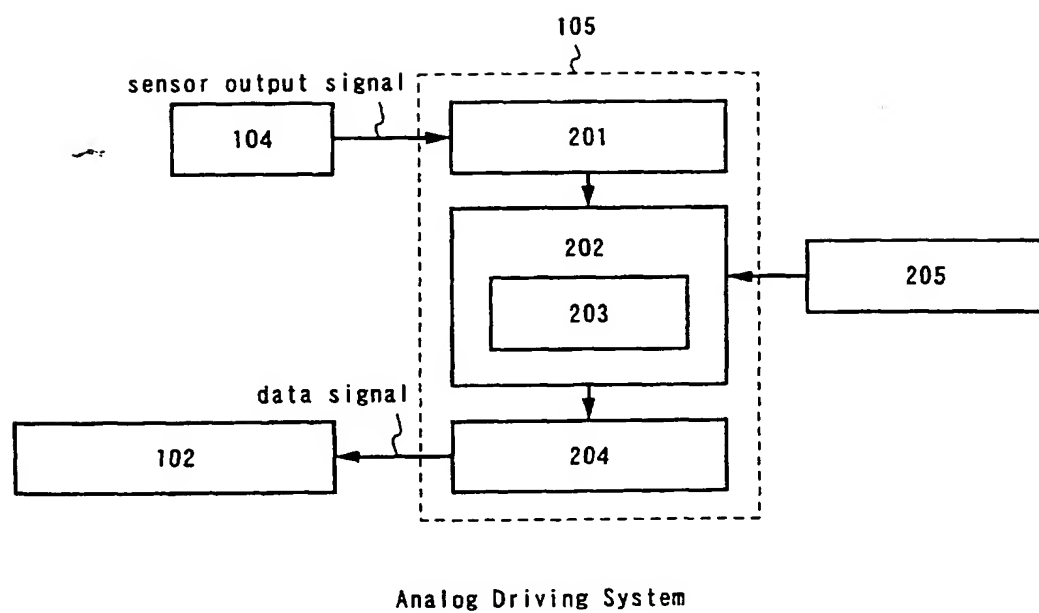 105
sensor output signal
104
201
202
205
203
data signal
102
204
Analog Driving System